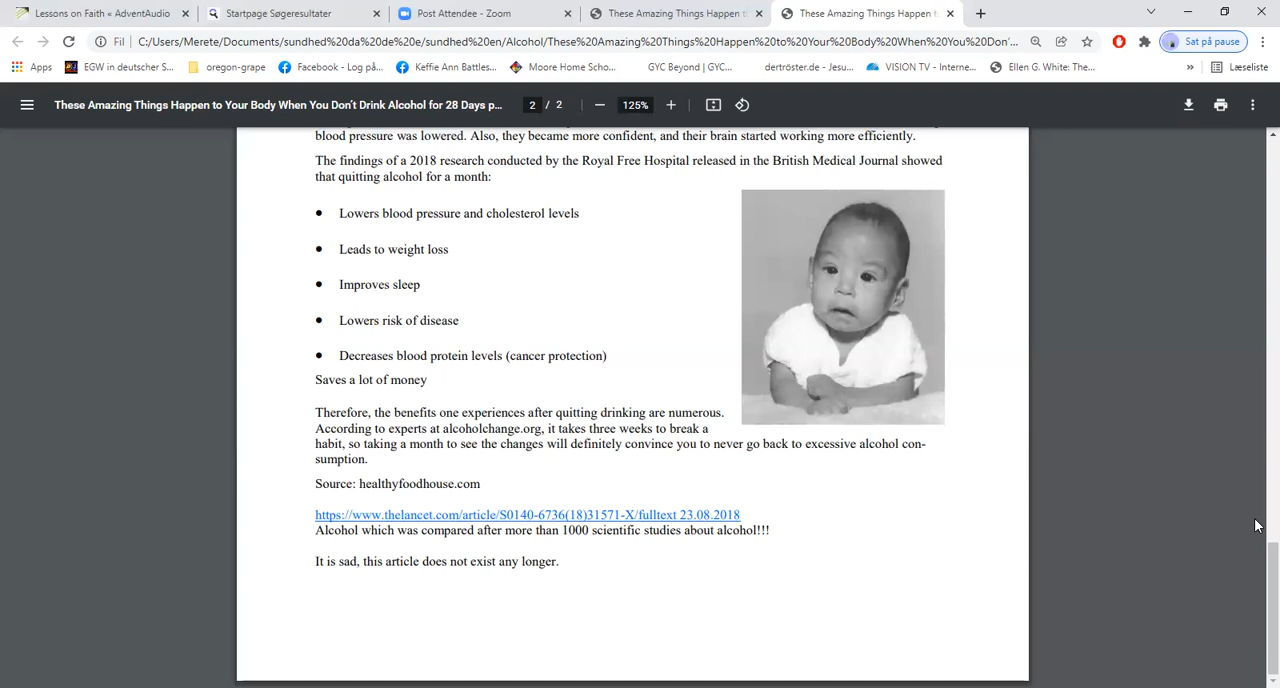 Lessons on Faith « AdventAudio
Startpage Søgeresultater
Post Attendee - Zoom
These Amazing Things Happen t
These Amazing Things Happen t
Fil
C:/Users/Merete/Documents/sundhed%20da%20de%20e/sundhed%20en/Alcohol/These%20Amazing%20Things%20Happen%20to%20Your%20Body%20When%20You%20Don'...
Sat på pause
Apps
EGW in deutscher S...
oregon-grape
Facebook - Log på...
Keffie Ann Battles...
Moore Home Scho...
GYC Beyond | GYC...
dertröster.de - Jesu...
VISION TV - Interne...
Ellen G. White: The...
»
Læseliste
These Amazing Things Happen to Your Body When You Don't Drink Alcohol for 28 Days p...
2 / 2
125%
blood pressure was lowered. Also, they became more confident, and their brain started working more efficiently.
The findings of a 2018 research conducted by the Royal Free Hospital released in the British Medical Journal showed
that quitting alcohol for a month:
• Lowers blood pressure and cholesterol levels
• Leads to weight loss
• Improves sleep
• Lowers risk of disease
• Decreases blood protein levels (cancer protection)
Saves a lot of money
Therefore, the benefits one experiences after quitting drinking are numerous.
According to experts at alcoholchange.org, it takes three weeks to break a
habit, so taking a month to see the changes will definitely convince you to never go back to excessive alcohol con-
sumption.
Source: healthyfoodhouse.com
https://www.thelancet.com/article/S0140-6736(18)31571-X/fulltext 23.08.2018
Alcohol which was compared after more than 1000 scientific studies about alcohol!!!
It is sad, this article does not exist any longer.